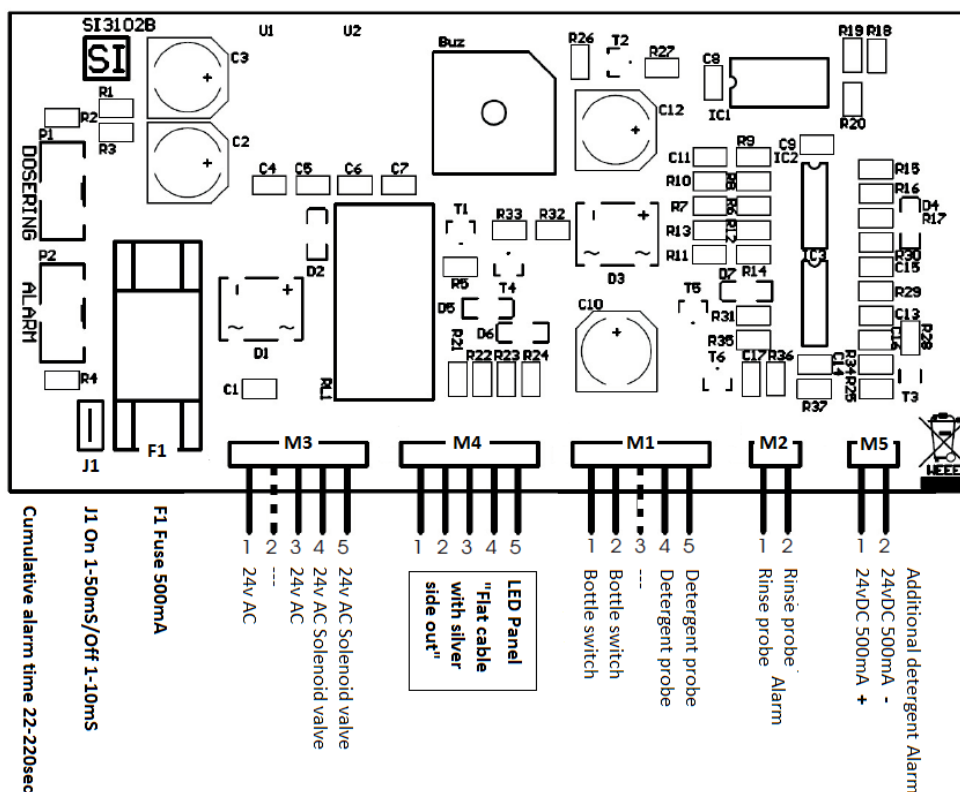 SI3102B
U1
U2
SI
C3
Buz
R26
T2
R27
C8
R19
R18
R1
R2
R3
P1
C2
C12
IC1
R20
DOSERING
C4
C5
C6
C7
C11
R9
C9
IC2
R15
R10
R8
R16
R7
R6
D4
R17
P2
T1
R33
R32
R13
R12
R30
D2
R11
R14
IC3
C15
ALARM
R5
T4
D3
D7
R29
D5
C10
T5
R31
C13
D1
D6
R35
C16
R28
R21
R22
R23
R24
T6
C17
R36
C14
R34
R4
C1
RL1
R37
R25
T3
J1
F1
M3
M4
M1
M2
M5
WEEE
1
2
3
4
5
1
2
3
4
5
1
2
3
4
5
1
2
1
2
Cumulative alarm time 22-220sec
J1 On 1-50mS/Off 1-10mS
F1 Fuse 500mA
24v AC
---
24v AC
24v AC Solenoid valve
24v AC Solenoid valve
LED Panel
"Flat cable
with silver
side out"
Bottle switch
Bottle switch
---
Detergent probe
Detergent probe
Rinse probe
Rinse probe
Alarm
24vDC 500mA +
24vDC 500mA -
Additional detergent Alarm